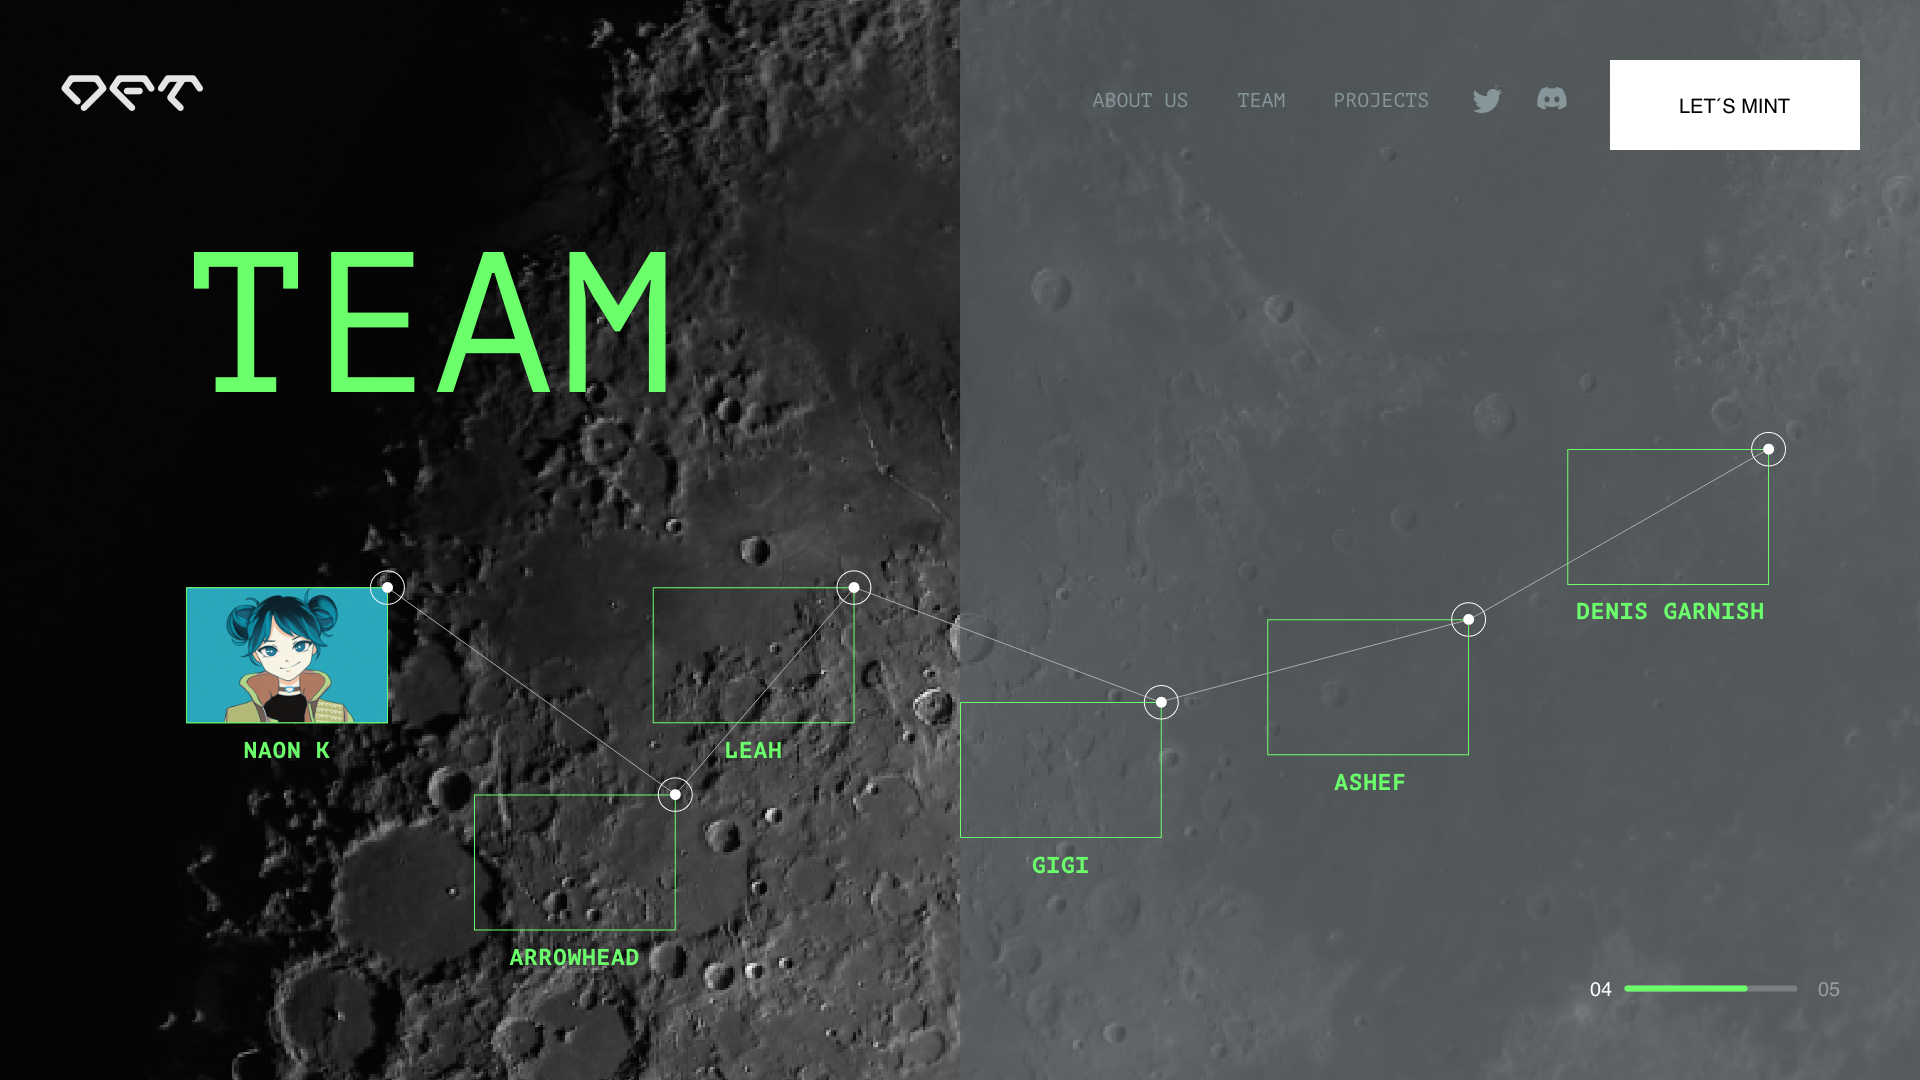 ABOUT US TEAM PROJECTS LET´S MINT
TEAM
DENIS GARNISH
NAON K
LEAH
ASHEF
GIGI
ARROWHEAD
04 05